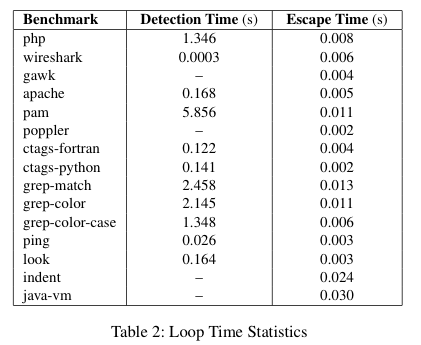 Benchmark Detection Time (s) Escape Time (s)
php 1.346 0.008
wireshark 0.0003 0.006
gawk – 0.004
apache 0.168 0.005
pam 5.856 0.011
poppler – 0.002
ctags-fortran 0.122 0.004
ctags-python 0.141 0.002
grep-match 2.458 0.013
grep-color 2.145 0.011
grep-color-case 1.348 0.006
ping 0.026 0.003
look 0.164 0.003
indent – 0.024
java-vm – 0.030
Table 2: Loop Time Statistics